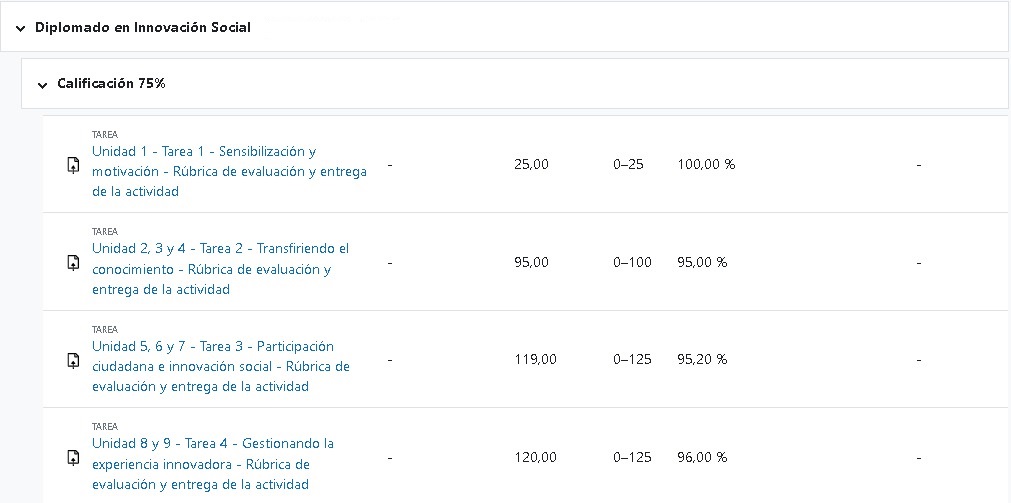 Diplomado en Innovación Social
Calificación 75%
TAREA
Unidad 1 - Tarea 1 - Sensibilización y
motivación - Rúbrica de evaluación y entrega
de la actividad
- 25,00 0–25 100,00 % -
TAREA
Unidad 2, 3 y 4 - Tarea 2 - Transfiriendo el
conocimiento - Rúbrica de evaluación y
entrega de la actividad
- 95,00 0–100 95,00 % -
TAREA
Unidad 5, 6 y 7 - Tarea 3 - Participación
ciudadana e innovación social - Rúbrica de
evaluación y entrega de la actividad
- 119,00 0–125 95,20 % -
TAREA
Unidad 8 y 9 - Tarea 4 - Gestionando la
experiencia innovadora - Rúbrica de
evaluación y entrega de la actividad
- 120,00 0–125 96,00 % -